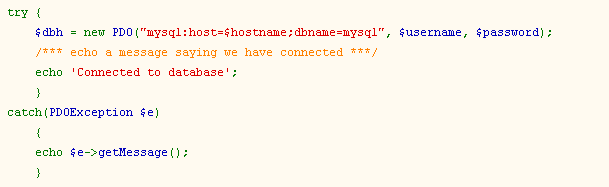 try {
    $dbh = new PDO("mysql:host=$hostname;dbname=mysql", $username, $password);
    /*** echo a message saying we have connected ***/
    echo 'Connected to database';
    }
catch(PDOException $e)
    {
    echo $e->getMessage();
    }